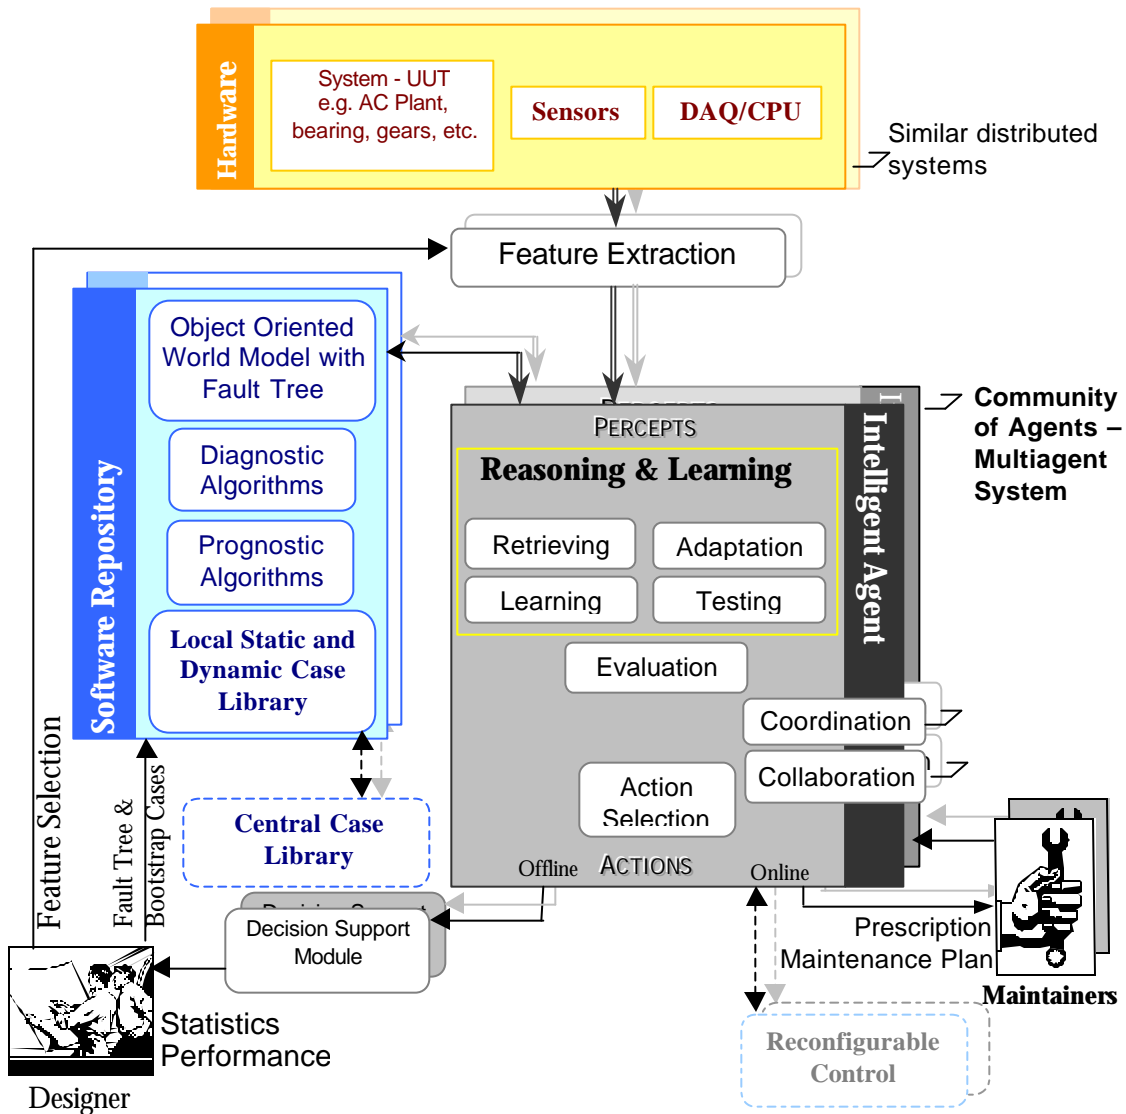 Hardware
System - UUT
e.g. AC Plant,
bearing, gears, etc.
Sensors
DAQ/CPU
Similar distributed
systems
Feature Extraction
Software Repository
Object Oriented
World Model with
Fault Tree
Diagnostic
Algorithms
Prognostic
Algorithms
Local Static and
Dynamic Case
Library
Central Case
Library
PERCEPTS
PERCEPTS
Reasoning & Learning
Retrieving
Adaptation
Learning
Testing
Evaluation
Coordination
Collaboration
Action
Selection
Offline
ACTIONS
Online
Intelligent Agent
Community
of Agents –
Multiagent
System
Feature Selection
Fault Tree &
Bootstrap Cases
Decision Support
Decision Support
Module
Statistics
Performance
Designer
Prescription
Maintenance Plan
Maintainers
Reconfigurable
Control